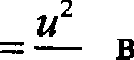 = u² — B